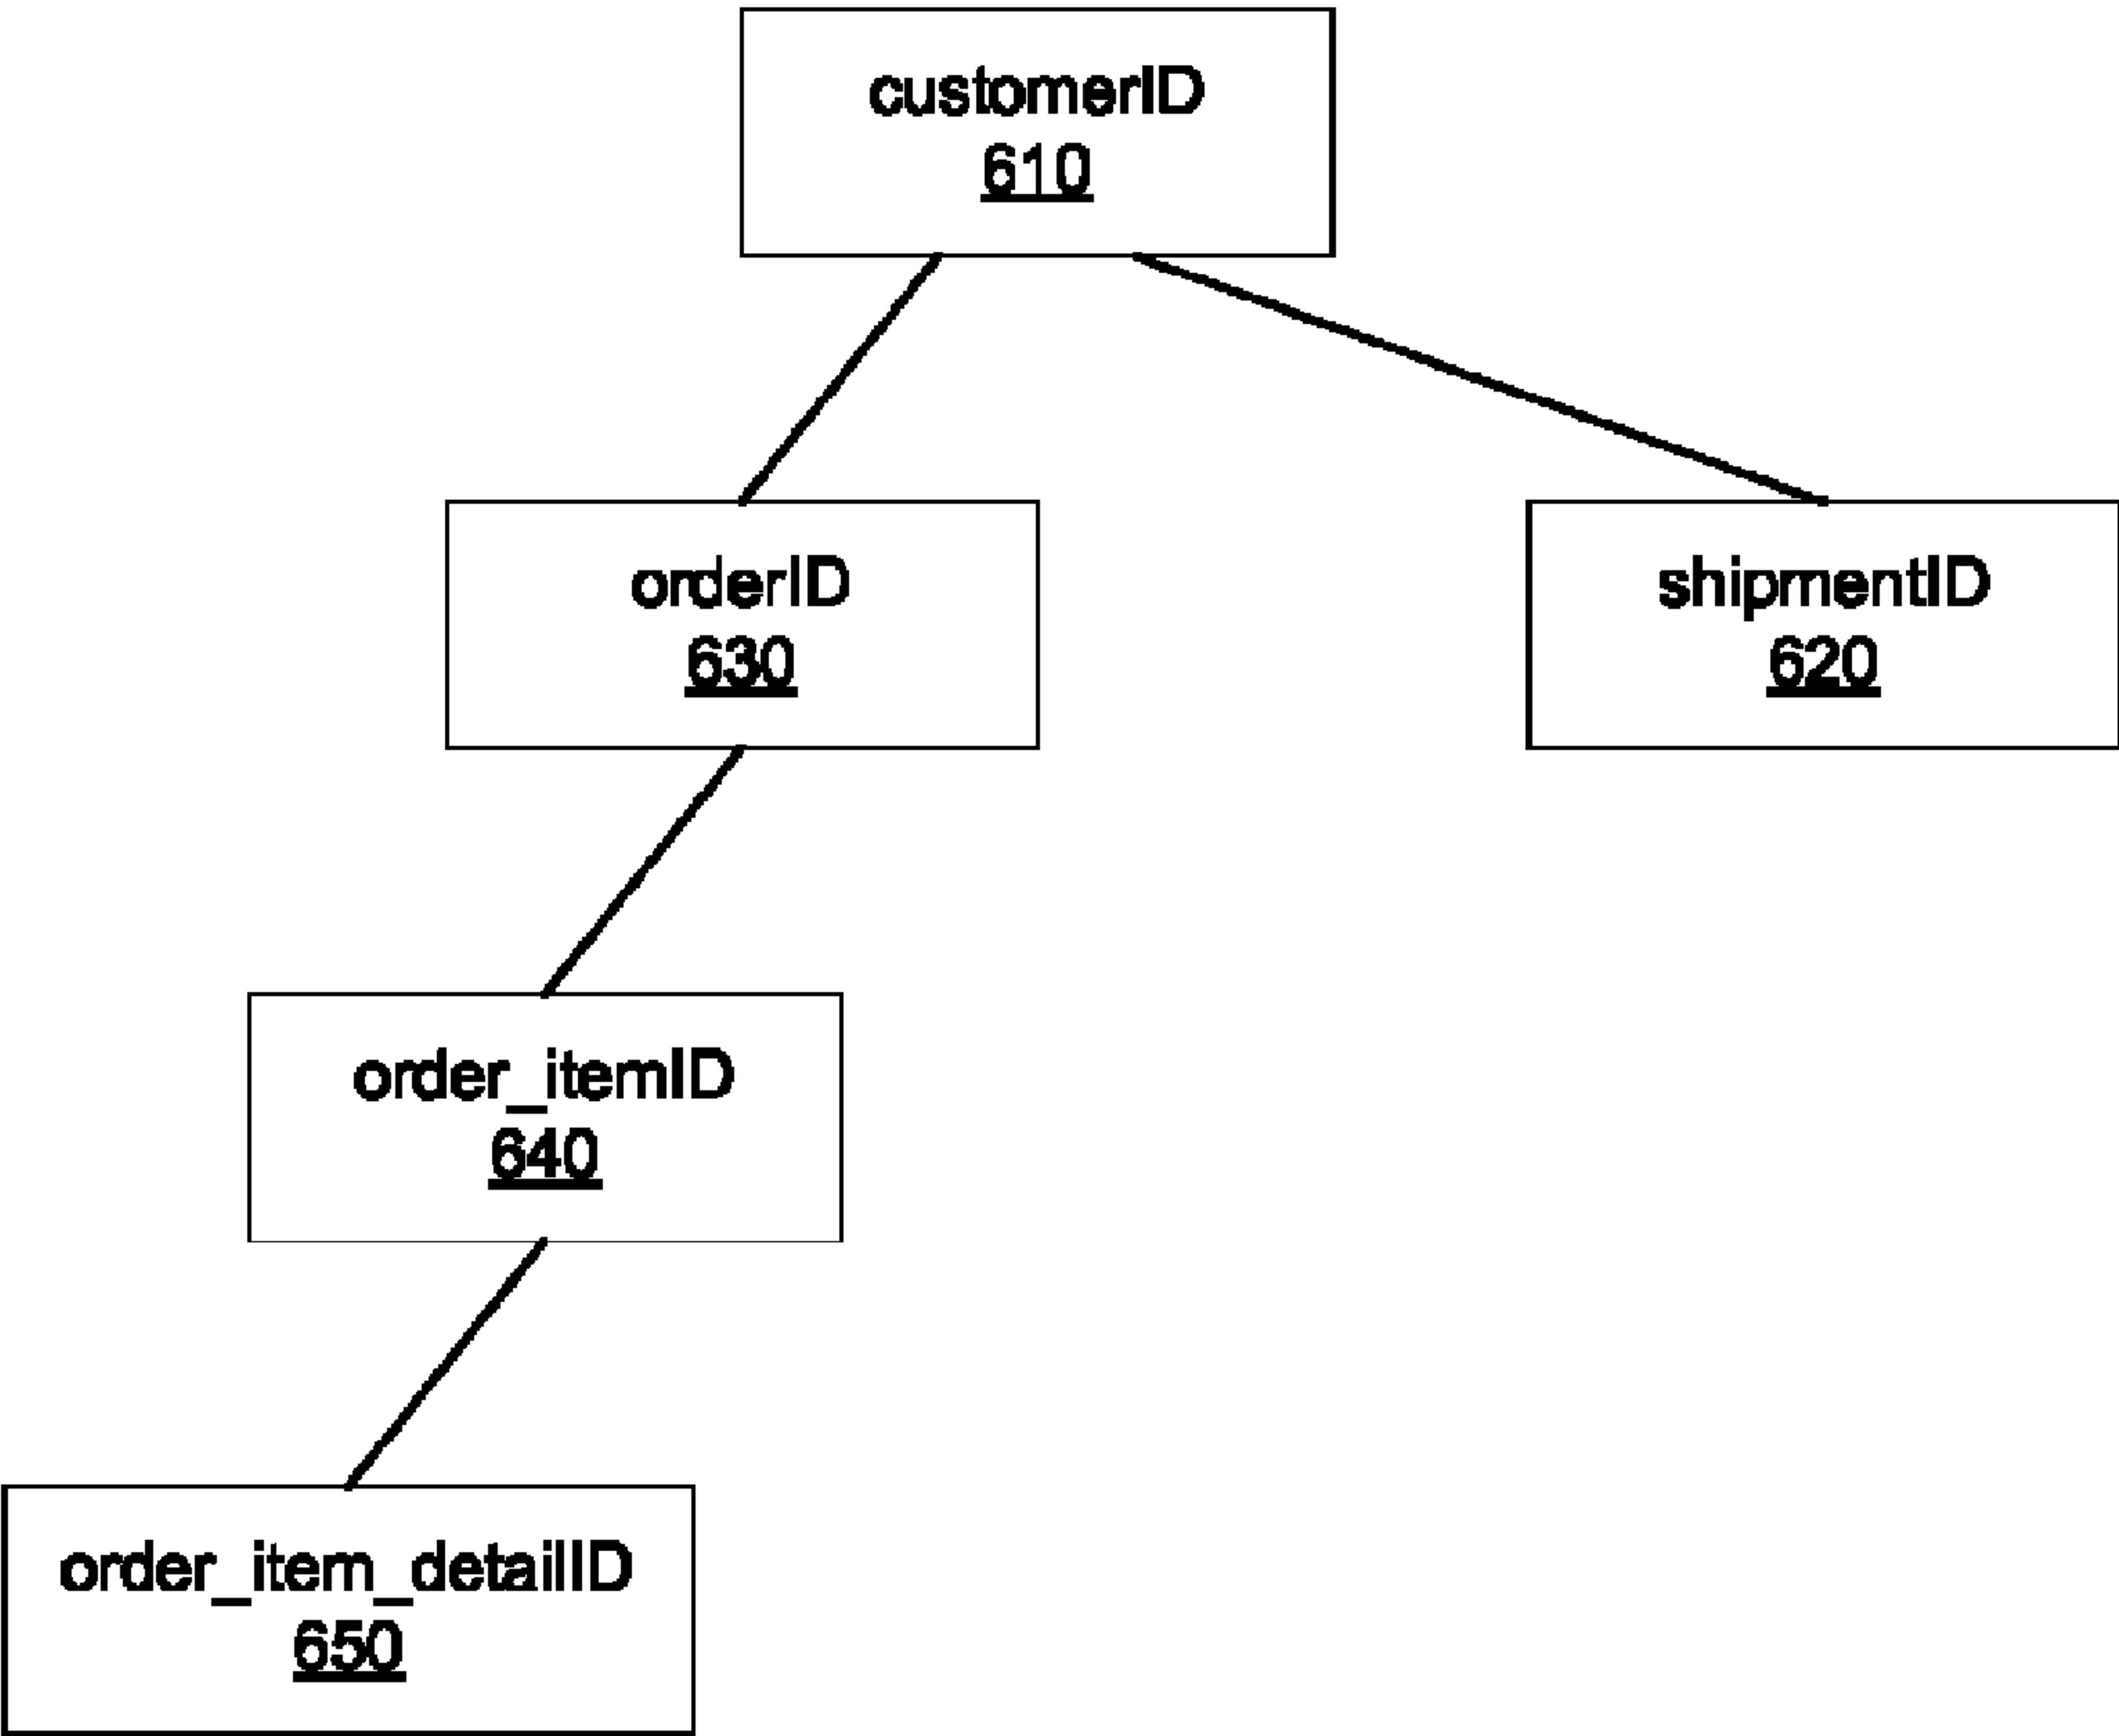 customerID
610
orderID
630
shipmentID
620
order_itemID
640
order_item_detailID
650